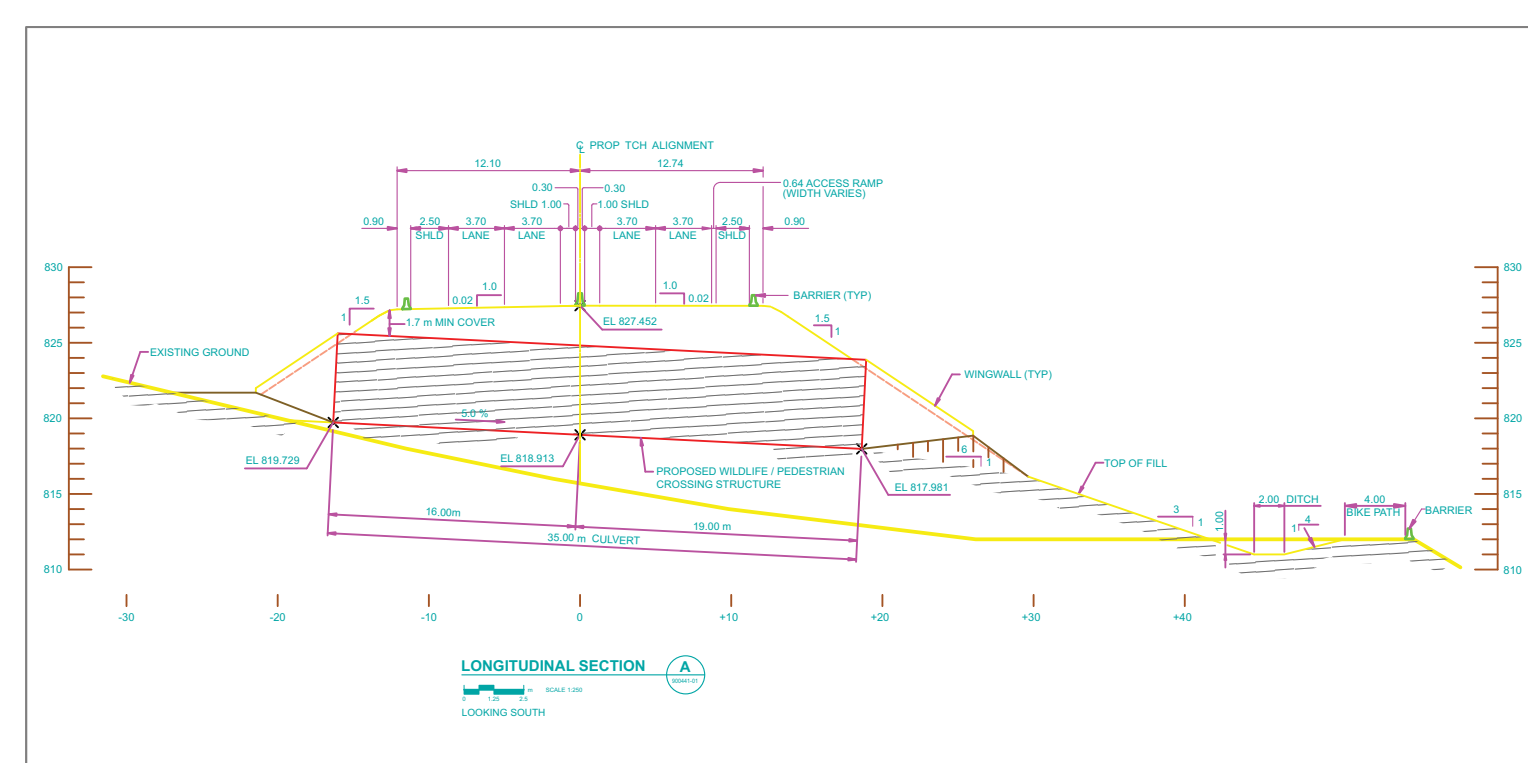 ℄ PROP TCH ALIGNMENT
12.10
12.74
0.30
0.30
0.64 ACCESS RAMP
(WIDTH VARIES)
SHLD 1.00
1.00 SHLD
0.90
2.50
3.70
3.70
3.70
3.70
2.50
0.90
SHLD
LANE
LANE
LANE
LANE
SHLD
830
830
1.5
1
1.0
0.02
1.0
0.02
BARRIER (TYP)
1.7 m MIN COVER
EL 827.452
1.5
1
825
825
EXISTING GROUND
WINGWALL (TYP)
820
820
5.0 %
EL 819.729
EL 818.913
PROPOSED WILDLIFE / PEDESTRIAN
CROSSING STRUCTURE
6
1
EL 817.981
TOP OF FILL
815
815
16.00m
19.00 m
35.00 m CULVERT
3
1
1.00
2.00 DITCH
1
4
4.00
BIKE PATH
BARRIER
810
810
-30
-20
-10
0
+10
+20
+30
+40
LONGITUDINAL SECTION
A
900441-01
0
1.25
2.5
m
SCALE 1:250
LOOKING SOUTH